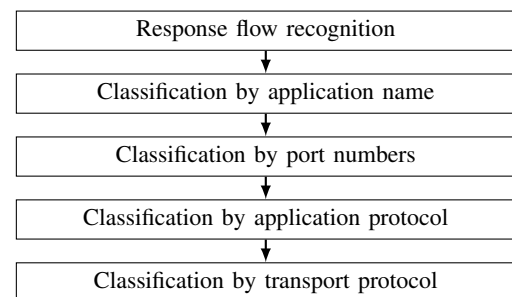 Response flow recognition
Classification by application name
Classification by port numbers
Classification by application protocol
Classification by transport protocol